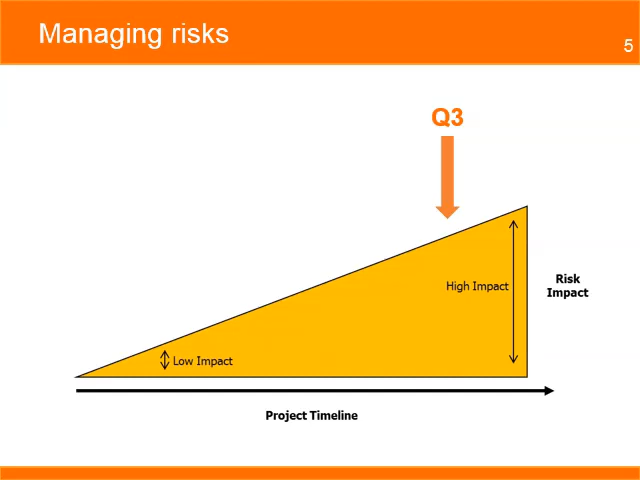 Managing risks
5
Q3
High Impact
Risk
Impact
Low Impact
Project Timeline